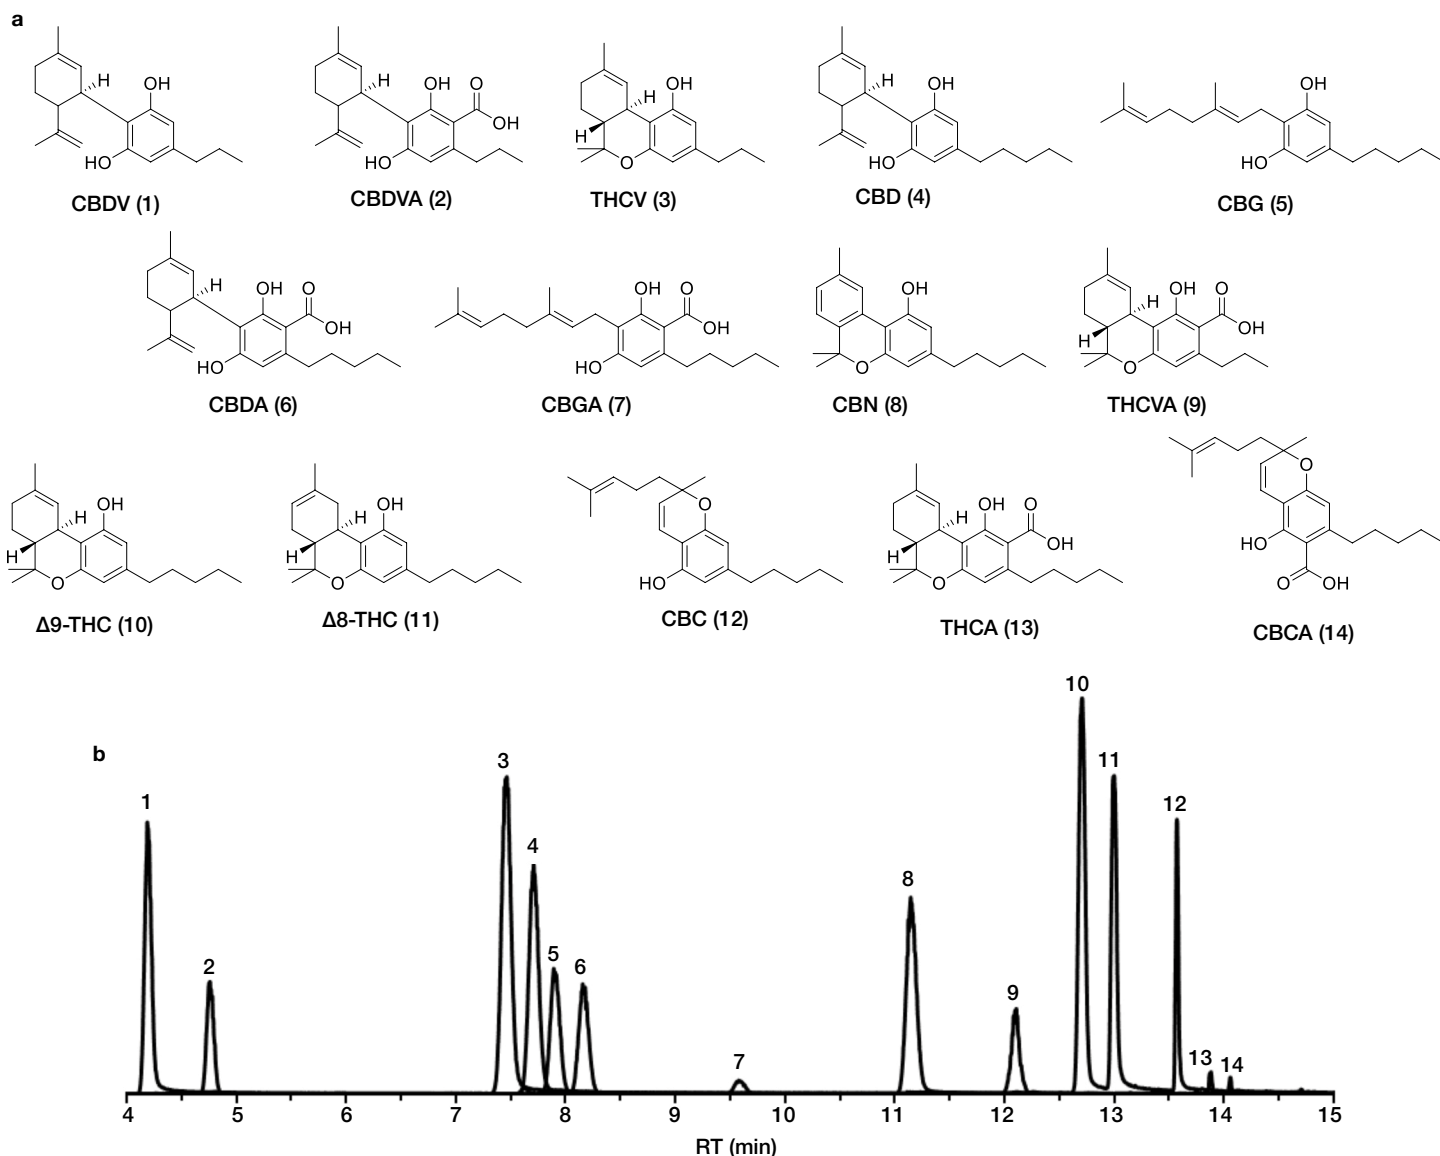 a
OH
H
HO
CBDV (1)
OH O
H
OH
HO
CBDVA (2)
OH
H
H
O
THCV (3)
OH
H
HO
CBD (4)
OH
HO
CBG (5)
OH O
H
OH
HO
CBDA (6)
OH O
OH
HO
CBGA (7)
OH
O
CBN (8)
OH O
H
OH
H
O
THCVA (9)
OH
H
H
O
Δ9-THC (10)
OH
H
H
O
Δ8-THC (11)
O
HO
CBC (12)
OH O
H
OH
H
O
THCA (13)
O
HO
O OH
CBCA (14)
b
1
2
3
4
5
6
7
8
9
10
11
12
13
14
4 5 6 7 8 9 10 11 12 13 14 15
RT (min)